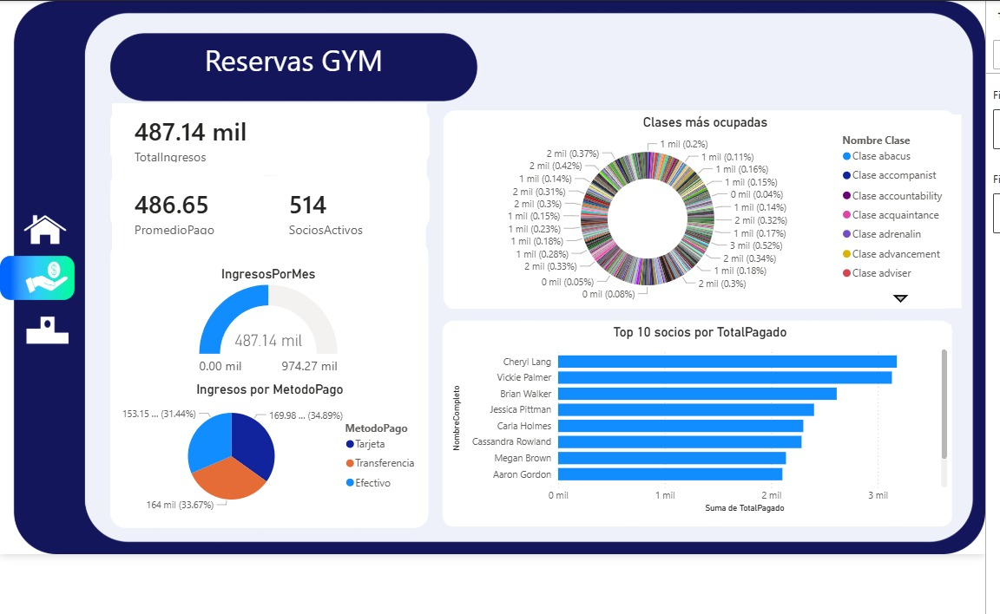 Reservas GYM
487.14 mil
TotalIngresos
486.65
PromedioPago
514
SociosActivos
IngresosPorMes
487.14 mil
0.00 mil
974.27 mil
Ingresos por MetodoPago
153.15 ... (31.44%)
169.98 ... (34.89%)
164 mil (33.67%)
MetodoPago
Tarjeta
Transferencia
Efectivo
Clases más ocupadas
1 mil (0.2%)
1 mil (0.11%)
1 mil (0.16%)
1 mil (0.15%)
0 mil (0.04%)
1 mil (0.14%)
2 mil (0.32%)
1 mil (0.17%)
3 mil (0.52%)
2 mil (0.34%)
1 mil (0.18%)
2 mil (0.3%)
2 mil (0.37%)
2 mil (0.42%)
1 mil (0.14%)
2 mil (0.31%)
2 mil (0.3%)
1 mil (0.15%)
1 mil (0.23%)
1 mil (0.18%)
1 mil (0.28%)
2 mil (0.33%)
0 mil (0.05%)
0 mil (0.08%)
Nombre Clase
Clase abacus
Clase accompanist
Clase accountability
Clase acquaintance
Clase adrenalin
Clase advancement
Clase adviser
Top 10 socios por TotalPagado
NombreCompleto
Cheryl Lang
Vickie Palmer
Brian Walker
Jessica Pittman
Carla Holmes
Cassandra Rowland
Megan Brown
Aaron Gordon
0 mil
1 mil
2 mil
3 mil
Suma de TotalPagado
Fi
Fi